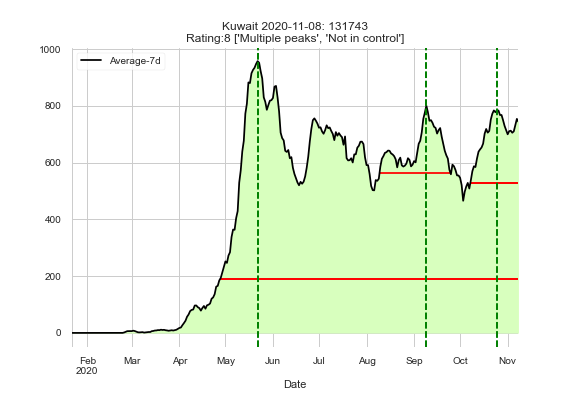 Kuwait 2020-11-08: 131743
Rating:8 ['Multiple peaks', 'Not in control']
Average-7d
1000
800
600
400
200
0
Feb Mar Apr May Jun Jul Aug Sep Oct Nov
2020
Date